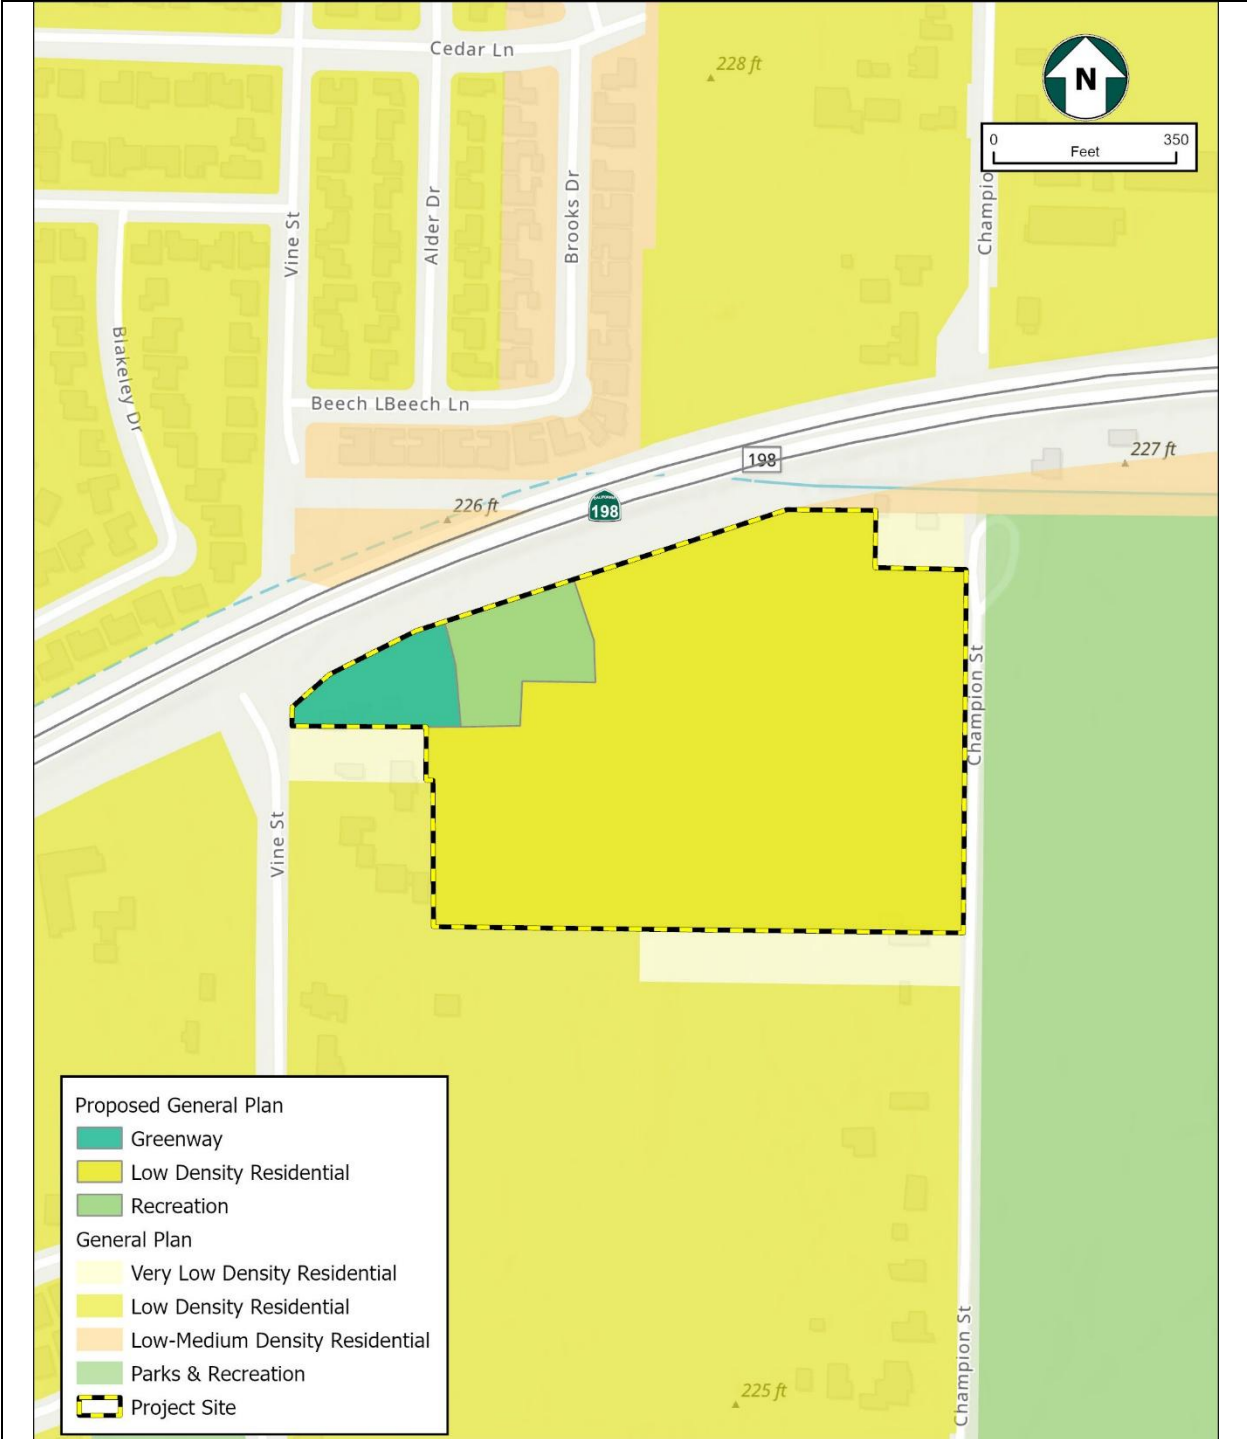 Cedar Ln
228 ft
N
0 350
Feet
Champio
Vine St
Alder Dr
Brooks Dr
Blakeley Dr
Beech LBeech Ln
198
227 ft
226 ft
CALIFORNIA
198
Champion St
Vine St
Proposed General Plan
Greenway
Low Density Residential
Recreation
General Plan
Very Low Density Residential
Low Density Residential
Low-Medium Density Residential
Parks & Recreation
Project Site
225 ft
Champion St